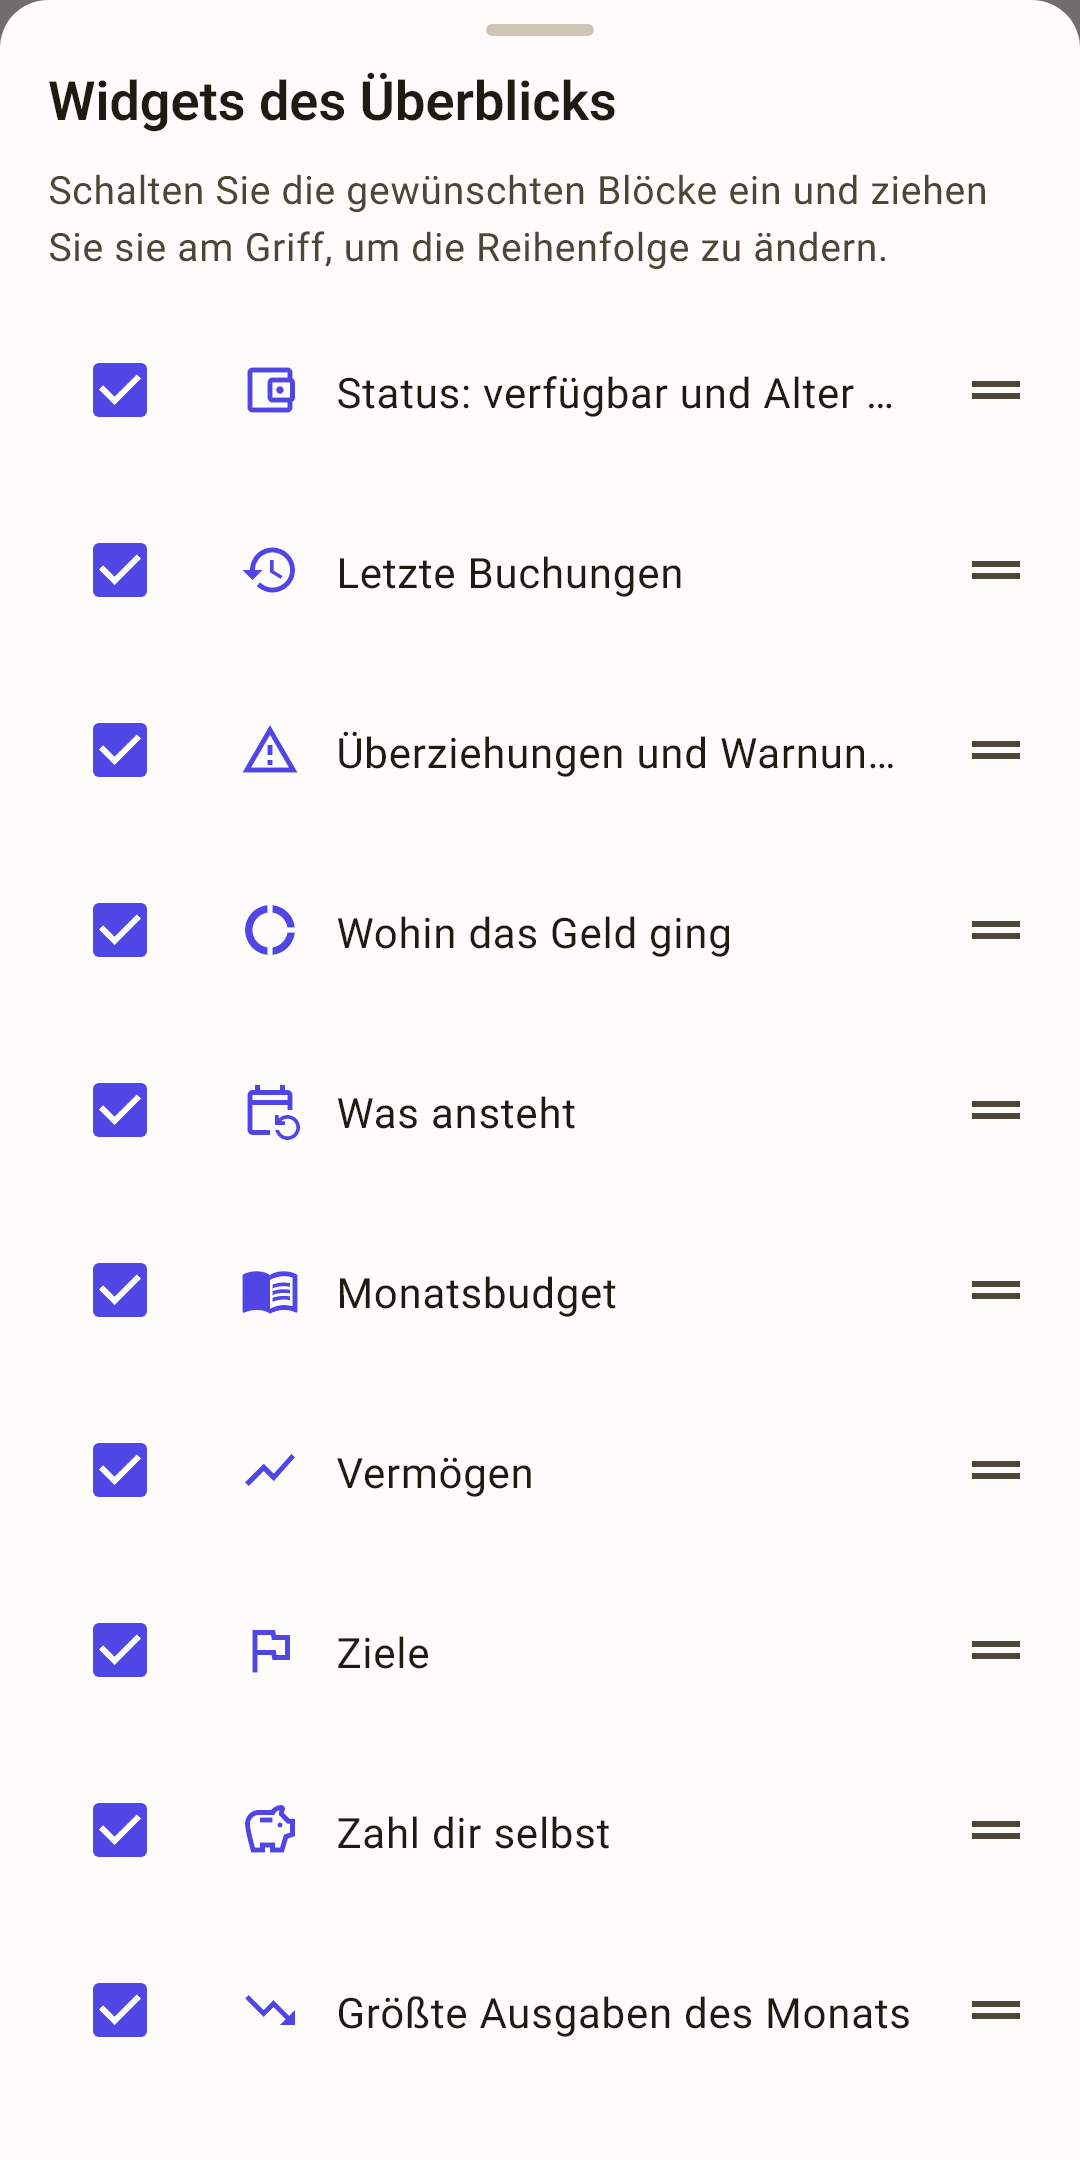 Widgets des Überblicks
Schalten Sie die gewünschten Blöcke ein und ziehen
Sie sie am Griff, um die Reihenfolge zu ändern.
Status: verfügbar und Alter …
Letzte Buchungen
Überziehungen und Warnun…
Wohin das Geld ging
Was ansteht
Monatsbudget
Vermögen
Ziele
Zahl dir selbst
Größte Ausgaben des Monats